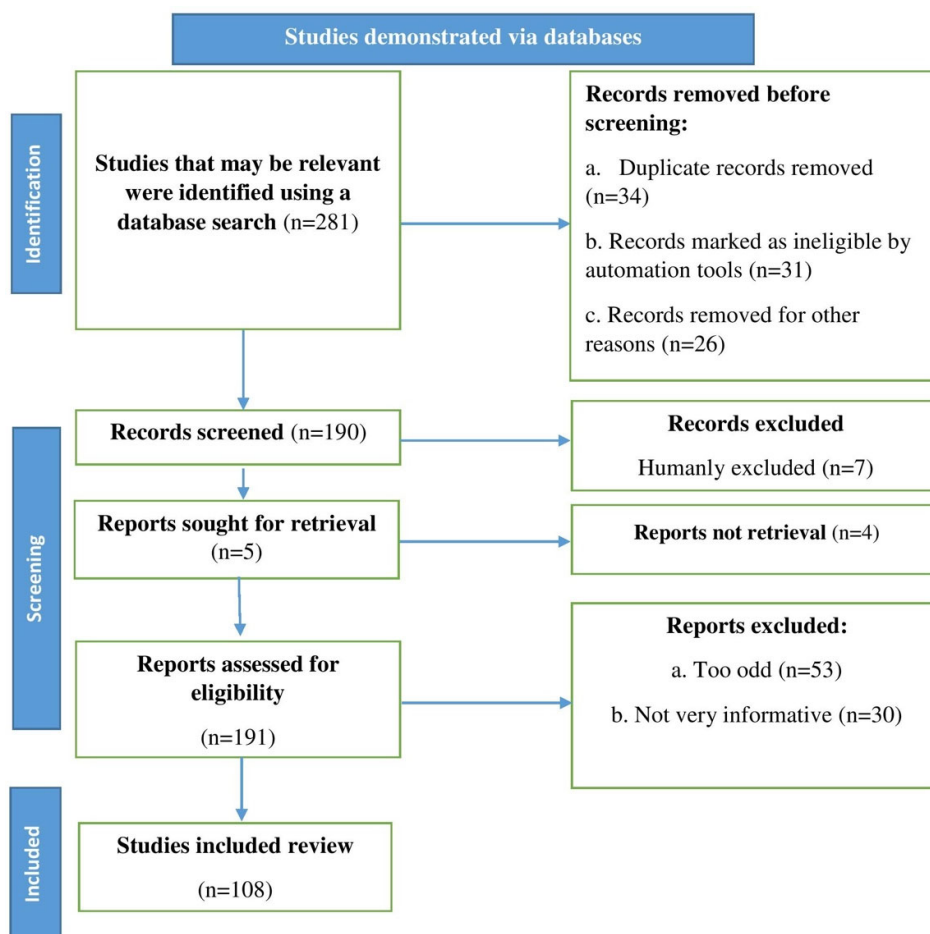 Studies demonstrated via databases
Identification
Studies that may be relevant
were identified using a
database search (n=281)
Records removed before
screening:
a. Duplicate records removed
(n=34)
b. Records marked as ineligible by
automation tools (n=31)
c. Records removed for other
reasons (n=26)
Screening
Records screened (n=190)
Records excluded
Humanly excluded (n=7)
Reports sought for retrieval
(n=5)
Reports not retrieval (n=4)
Reports assessed for
eligibility
(n=191)
Reports excluded:
a. Too odd (n=53)
b. Not very informative (n=30)
Included
Studies included review
(n=108)